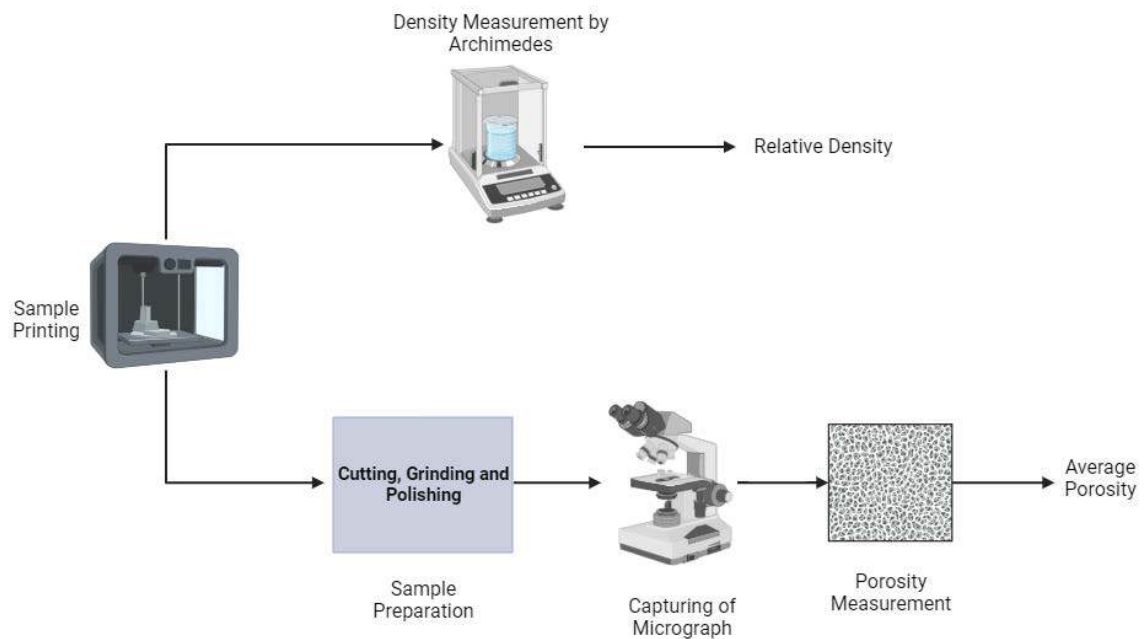 Density Measurement by
Archimedes
Relative Density
Sample
Printing
Cutting, Grinding and
Polishing
Average
Porosity
Sample
Preparation
Capturing of
Micrograph
Porosity
Measurement